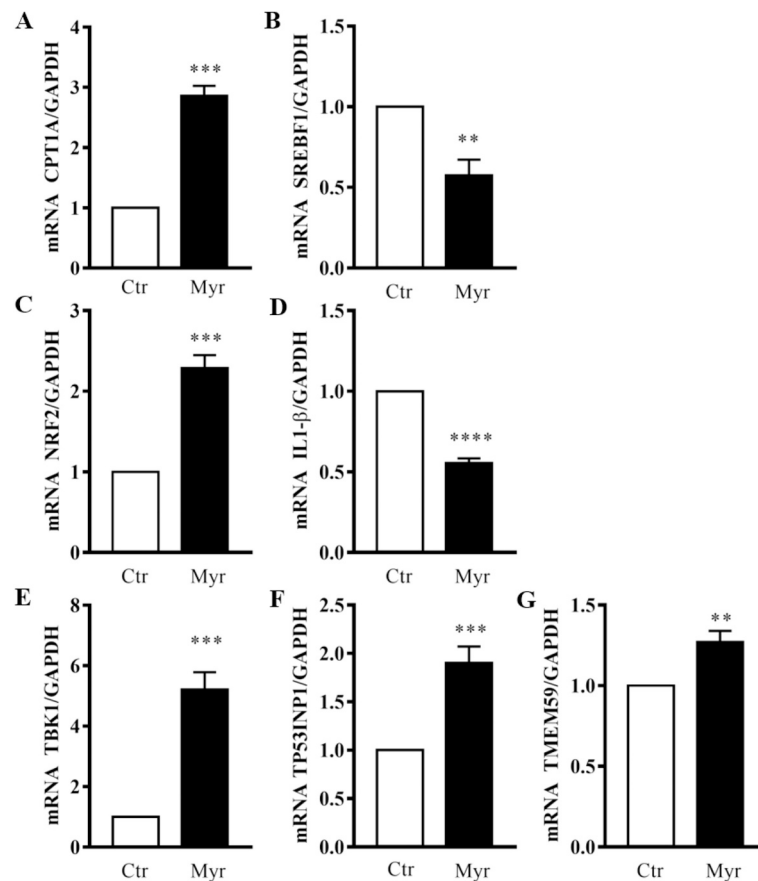 A
mRNA CPT1A/GAPDH
4
3
2
1
0
***
Ctr Myr
B
mRNA SREBF1/GAPDH
1.5
1.0
0.5
0.0
**
Ctr Myr
C
mRNA NRF2/GAPDH
3
2
1
0
***
Ctr Myr
D
mRNA IL1-β/GAPDH
1.5
1.0
0.5
0.0
****
Ctr Myr
E
mRNA TBK1/GAPDH
8
6
4
2
0
***
Ctr Myr
F
mRNA TP53INP1/GAPDH
2.5
2.0
1.5
1.0
0.5
0.0
***
Ctr Myr
G
mRNA TMEM59/GAPDH
1.5
1.0
0.5
0.0
**
Ctr Myr